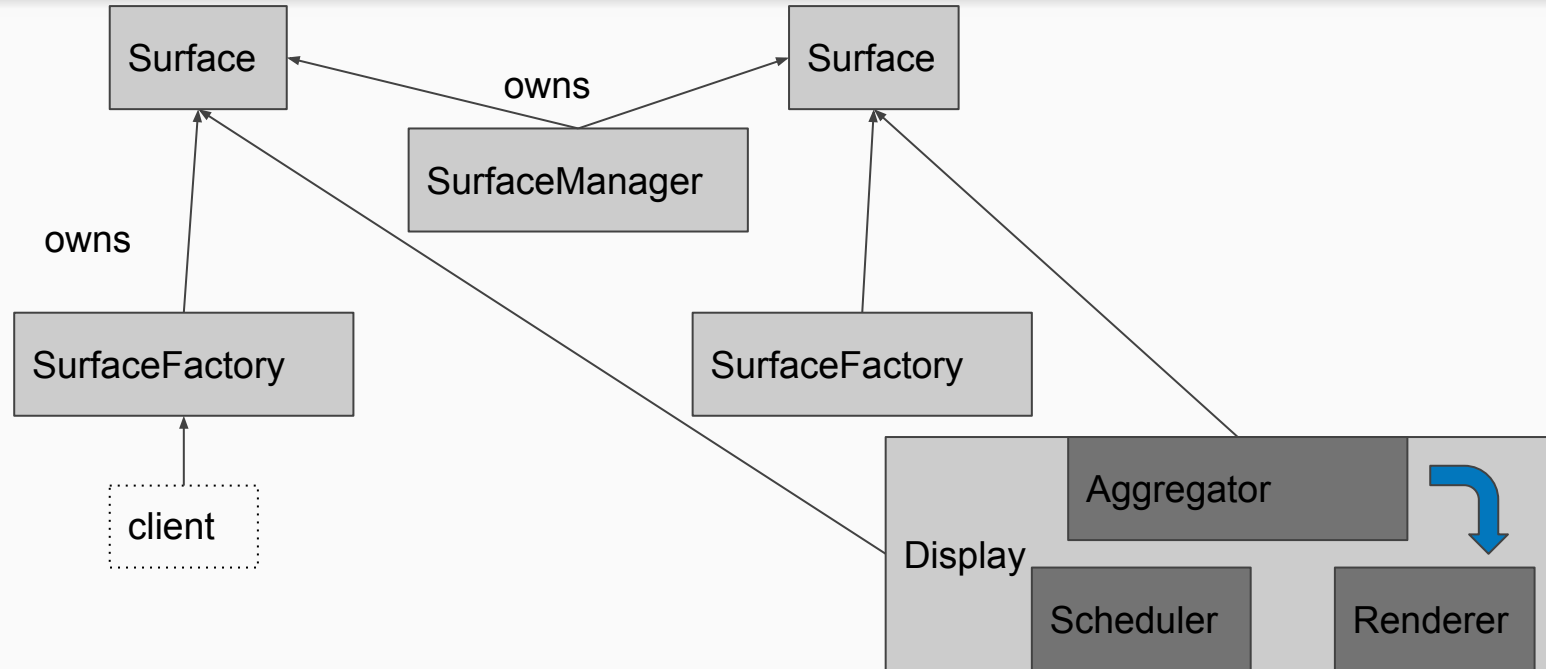 Surface
Surface
owns
SurfaceManager
owns
SurfaceFactory
SurfaceFactory
client
Aggregator
Display
Scheduler
Renderer